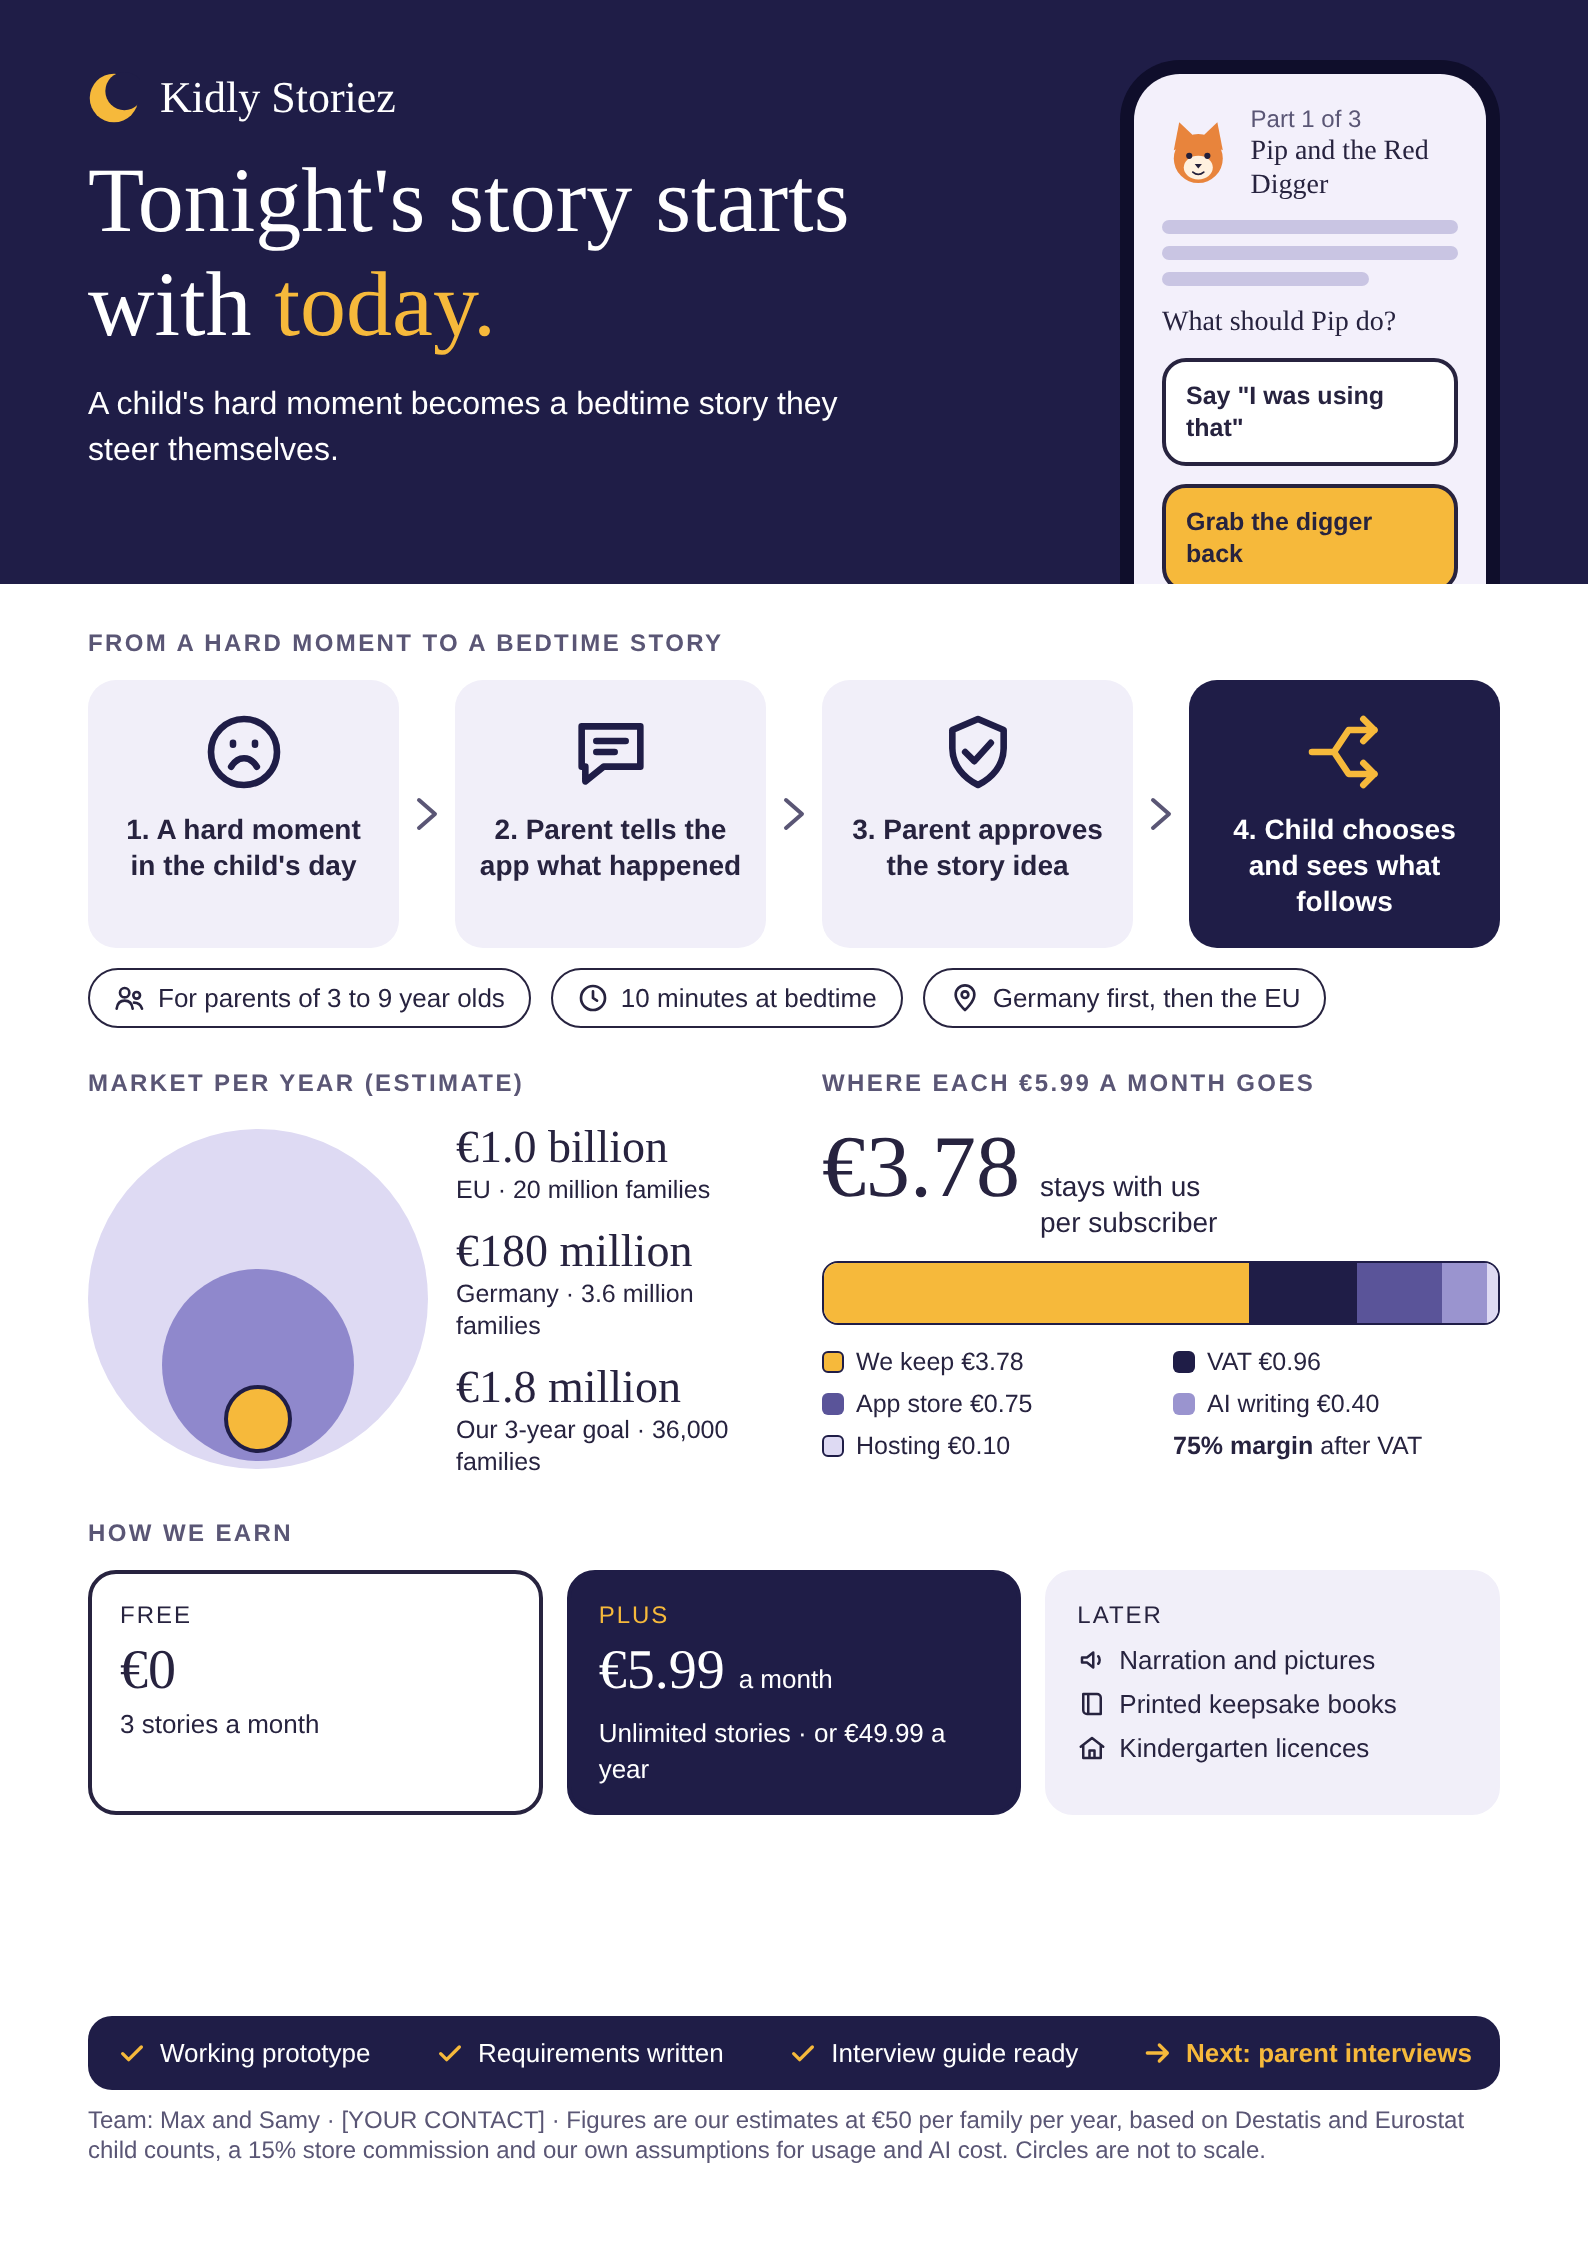 Kidly Storiez
Tonight's story starts
with today.
A child's hard moment becomes a bedtime story they
steer themselves.
Part 1 of 3
Pip and the Red
Digger
What should Pip do?
Say "I was using
that"
Grab the digger
back
FROM A HARD MOMENT TO A BEDTIME STORY
1. A hard moment
in the child's day
2. Parent tells the
app what happened
3. Parent approves
the story idea
4. Child chooses
and sees what
follows
For parents of 3 to 9 year olds
10 minutes at bedtime
Germany first, then the EU
MARKET PER YEAR (ESTIMATE)
€1.0 billion
EU · 20 million families
€180 million
Germany · 3.6 million
families
€1.8 million
Our 3-year goal · 36,000
families
WHERE EACH €5.99 A MONTH GOES
€3.78 stays with us
per subscriber
We keep €3.78
VAT €0.96
App store €0.75
AI writing €0.40
Hosting €0.10
75% margin after VAT
HOW WE EARN
FREE
€0
3 stories a month
PLUS
€5.99 a month
Unlimited stories · or €49.99 a
year
LATER
Narration and pictures
Printed keepsake books
Kindergarten licences
Working prototype
Requirements written
Interview guide ready
Next: parent interviews
Team: Max and Samy · [YOUR CONTACT] · Figures are our estimates at €50 per family per year, based on Destatis and Eurostat
child counts, a 15% store commission and our own assumptions for usage and AI cost. Circles are not to scale.